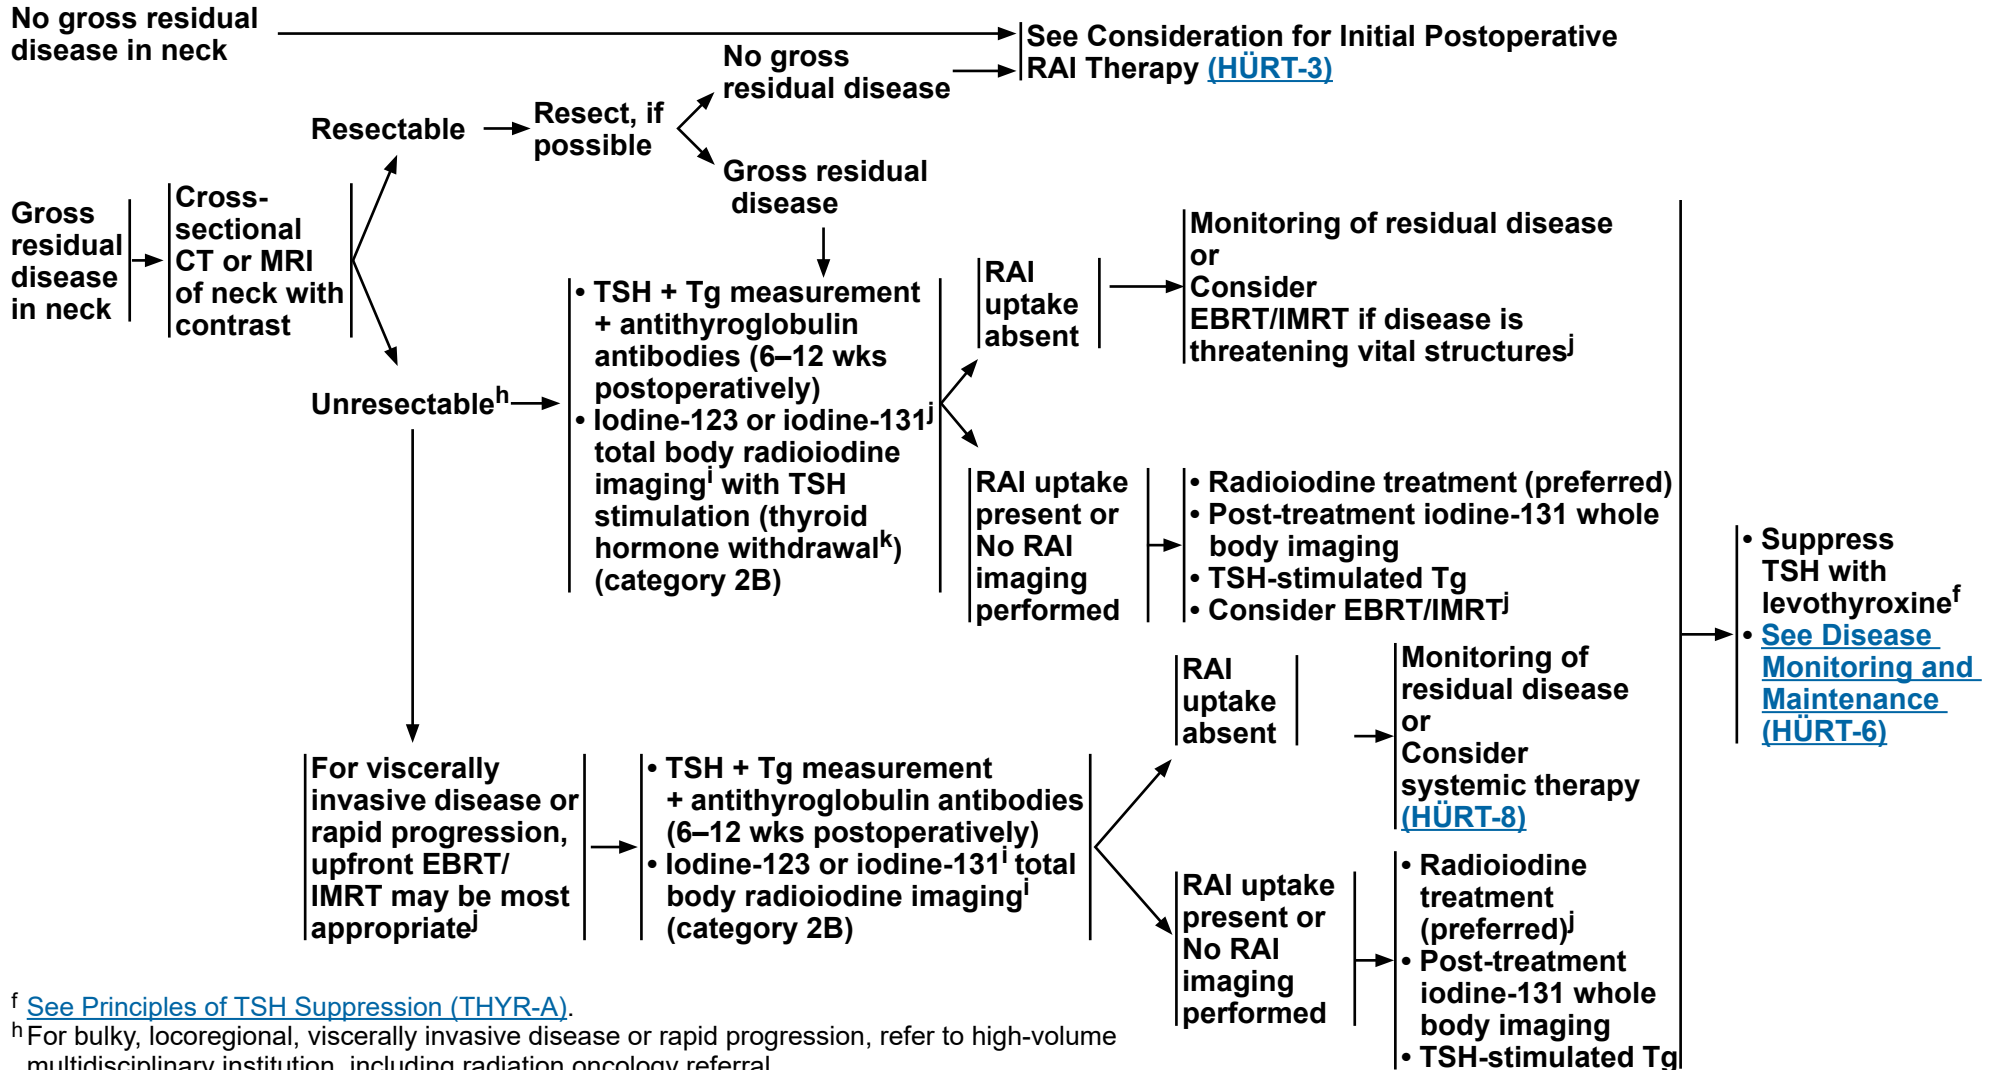 No gross residual
disease in neck
See Consideration for Initial Postoperative
RAI Therapy (HÜRT-3)
No gross
residual disease
Resectable
Resect, if
possible
Gross residual
disease
Gross
residual
disease
in neck
Cross-
sectional
CT or MRI
of neck with
contrast
Unresectableh
• TSH + Tg measurement
+ antithyroglobulin
antibodies (6–12 wks
postoperatively)
• Iodine-123 or iodine-131j
total body radioiodine
imagingi with TSH
stimulation (thyroid
hormone withdrawalk)
(category 2B)
RAI
uptake
absent
Monitoring of residual disease
or
Consider
EBRT/IMRT if disease is
threatening vital structuresj
RAI uptake
present or
No RAI
imaging
performed
• Radioiodine treatment (preferred)
• Post-treatment iodine-131 whole
body imaging
• TSH-stimulated Tg
• Consider EBRT/IMRTj
For viscerally
invasive disease or
rapid progression,
upfront EBRT/
IMRT may be most
appropriatej
• TSH + Tg measurement
+ antithyroglobulin antibodies
(6–12 wks postoperatively)
• Iodine-123 or iodine-131i total
body radioiodine imagingi
(category 2B)
RAI
uptake
absent
Monitoring of
residual disease
or
Consider
systemic therapy
(HÜRT-8)
RAI uptake
present or
No RAI
imaging
performed
• Radioiodine
treatment
(preferred)j
• Post-treatment
iodine-131 whole
body imaging
• TSH-stimulated Tg
• Suppress
TSH with
levothyroxinef
• See Disease
Monitoring and
Maintenance
(HÜRT-6)
f See Principles of TSH Suppression (THYR-A).
h For bulky, locoregional, viscerally invasive disease or rapid progression, refer to high-volume
multidisciplinary institution, including radiation oncology referral.